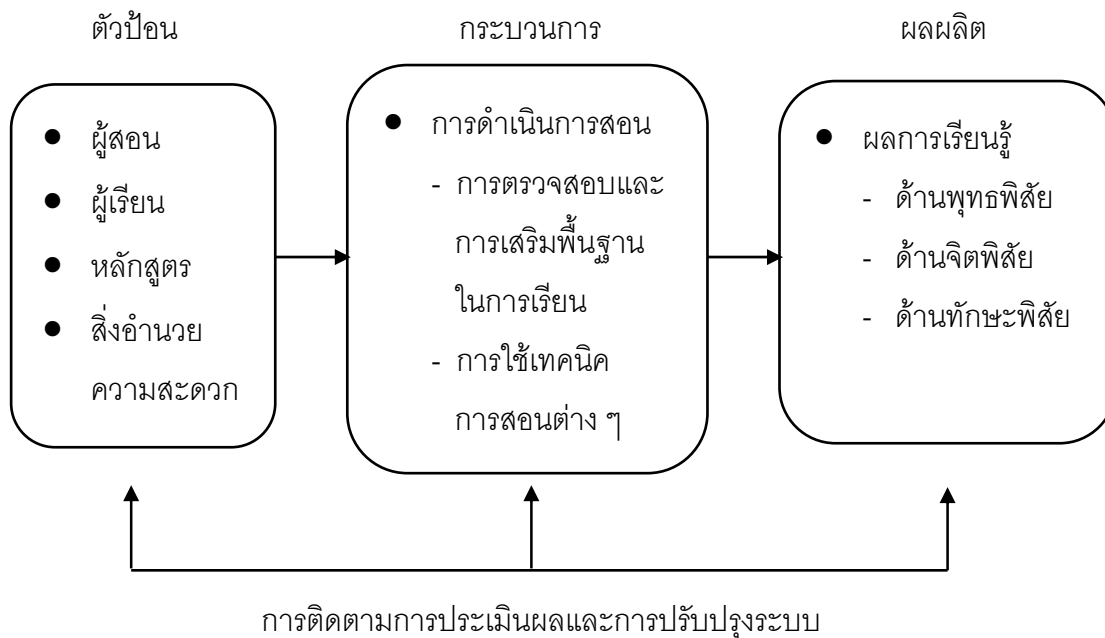 ตัวป้อน
กระบวนการ
ผลผลิต
● ผู้สอน
● ผู้เรียน
● หลักสูตร
● สิ่งอำนวย
ความสะดวก
● การดำเนินการสอน
- การตรวจสอบและ
การเสริมพื้นฐาน
ในการเรียน
- การใช้เทคนิค
การสอนต่าง ๆ
● ผลการเรียนรู้
- ด้านพุทธพิสัย
- ด้านจิตพิสัย
- ด้านทักษะพิสัย
การติดตามการประเมินผลและการปรับปรุงระบบ